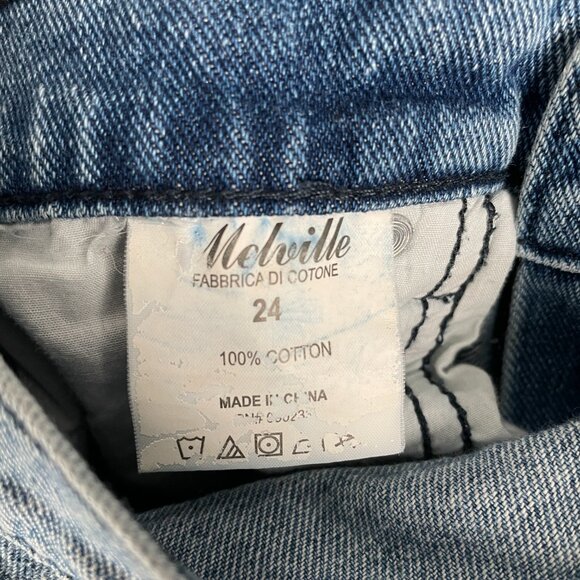 Melville
FABBRICA DI COTONE
24
100% COTTON
MADE IN CHINA